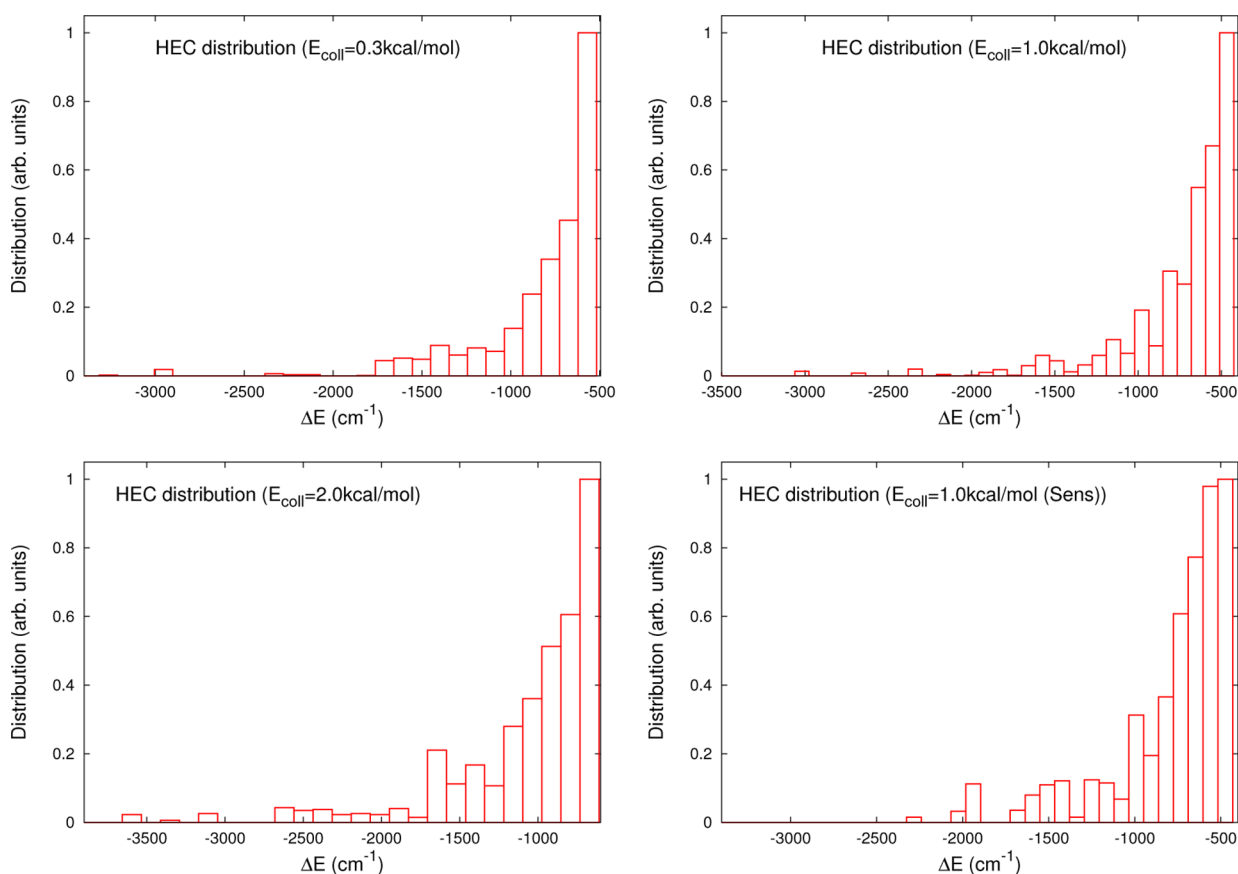 HEC distribution (E_coll=0.3kcal/mol)
Distribution (arb. units)
1
0.8
0.6
0.4
0.2
0
-3000 -2500 -2000 -1500 -1000 -500
ΔE (cm⁻¹)
HEC distribution (E_coll=1.0kcal/mol)
Distribution (arb. units)
1
0.8
0.6
0.4
0.2
0
-3500 -3000 -2500 -2000 -1500 -1000 -500
ΔE (cm⁻¹)
HEC distribution (E_coll=2.0kcal/mol)
Distribution (arb. units)
1
0.8
0.6
0.4
0.2
0
-3500 -3000 -2500 -2000 -1500 -1000
ΔE (cm⁻¹)
HEC distribution (E_coll=1.0kcal/mol (Sens))
Distribution (arb. units)
1
0.8
0.6
0.4
0.2
0
-3000 -2500 -2000 -1500 -1000 -500
ΔE (cm⁻¹)